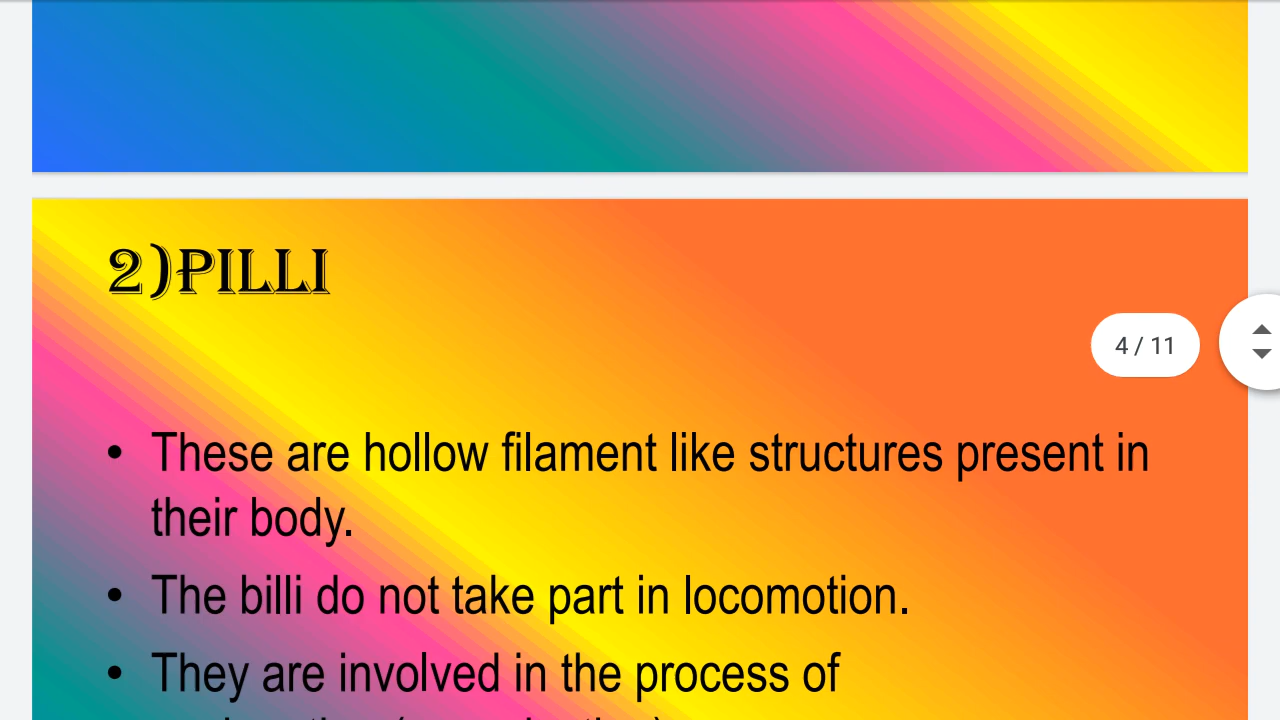 2)PILLI
4 / 11
• These are hollow filament like structures present in
their body.
• The billi do not take part in locomotion.
• They are involved in the process of